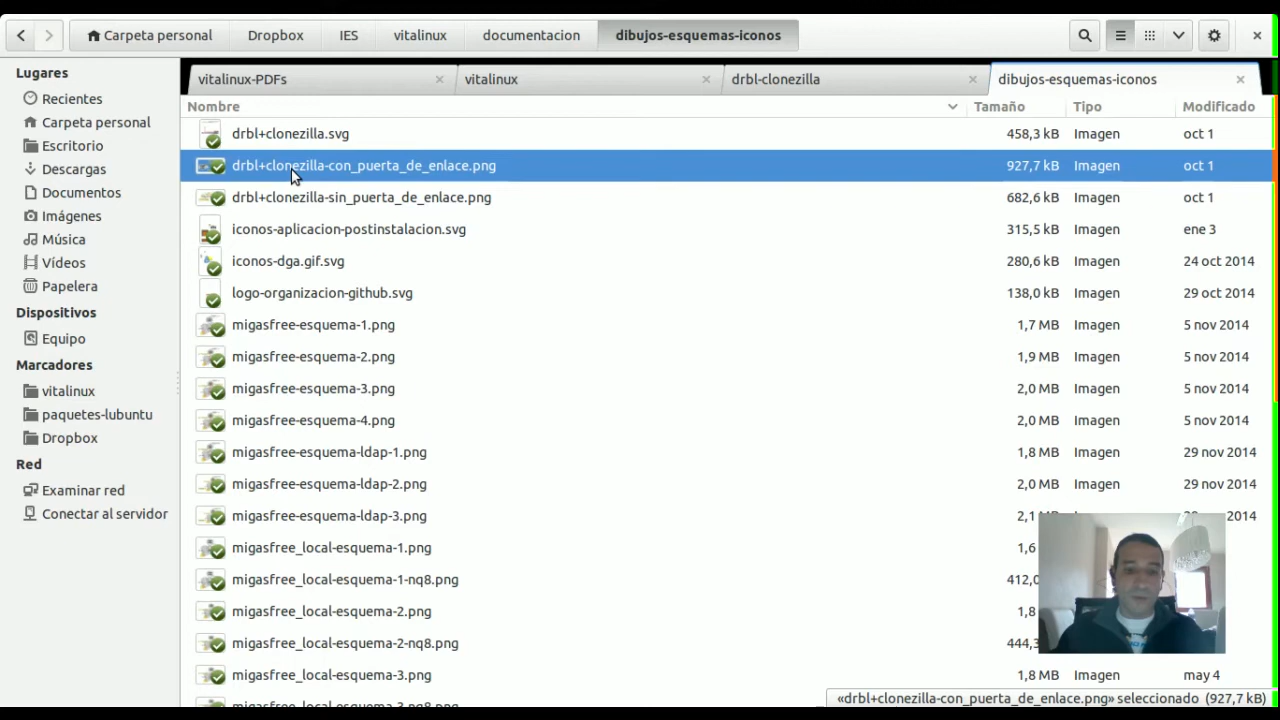 Carpeta personal Dropbox IES vitalinux documentacion dibujos-esquemas-iconos
Lugares
Recientes
Carpeta personal
Escritorio
Descargas
Documentos
Imágenes
Música
Vídeos
Papelera
Dispositivos
Equipo
Marcadores
vitalinux
paquetes-lubuntu
Dropbox
Red
Examinar red
Conectar al servidor
vitalinux-PDFs vitalinux drbl-clonezilla dibujos-esquemas-iconos
Nombre Tamaño Tipo Modificado
drbl+clonezilla.svg 458,3 kB Imagen oct 1
drbl+clonezilla-con_puerta_de_enlace.png 927,7 kB Imagen oct 1
drbl+clonezilla-sin_puerta_de_enlace.png 682,6 kB Imagen oct 1
iconos-aplicacion-postinstalacion.svg 315,5 kB Imagen ene 3
iconos-dga.gif.svg 280,6 kB Imagen 24 oct 2014
logo-organizacion-github.svg 138,0 kB Imagen 29 oct 2014
migasfree-esquema-1.png 1,7 MB Imagen 5 nov 2014
migasfree-esquema-2.png 1,9 MB Imagen 5 nov 2014
migasfree-esquema-3.png 2,0 MB Imagen 5 nov 2014
migasfree-esquema-4.png 2,0 MB Imagen 5 nov 2014
migasfree-esquema-ldap-1.png 1,8 MB Imagen 29 nov 2014
migasfree-esquema-ldap-2.png 2,0 MB Imagen 29 nov 2014
migasfree-esquema-ldap-3.png 2,1 2014
migasfree_local-esquema-1.png 1,6
migasfree_local-esquema-1-nq8.png 412,0
migasfree_local-esquema-2.png 1,8
migasfree_local-esquema-2-nq8.png 444,3
migasfree_local-esquema-3.png 1,8 MB Imagen may 4
«drbl+clonezilla-con_puerta_de_enlace.png» seleccionado (927,7 kB)